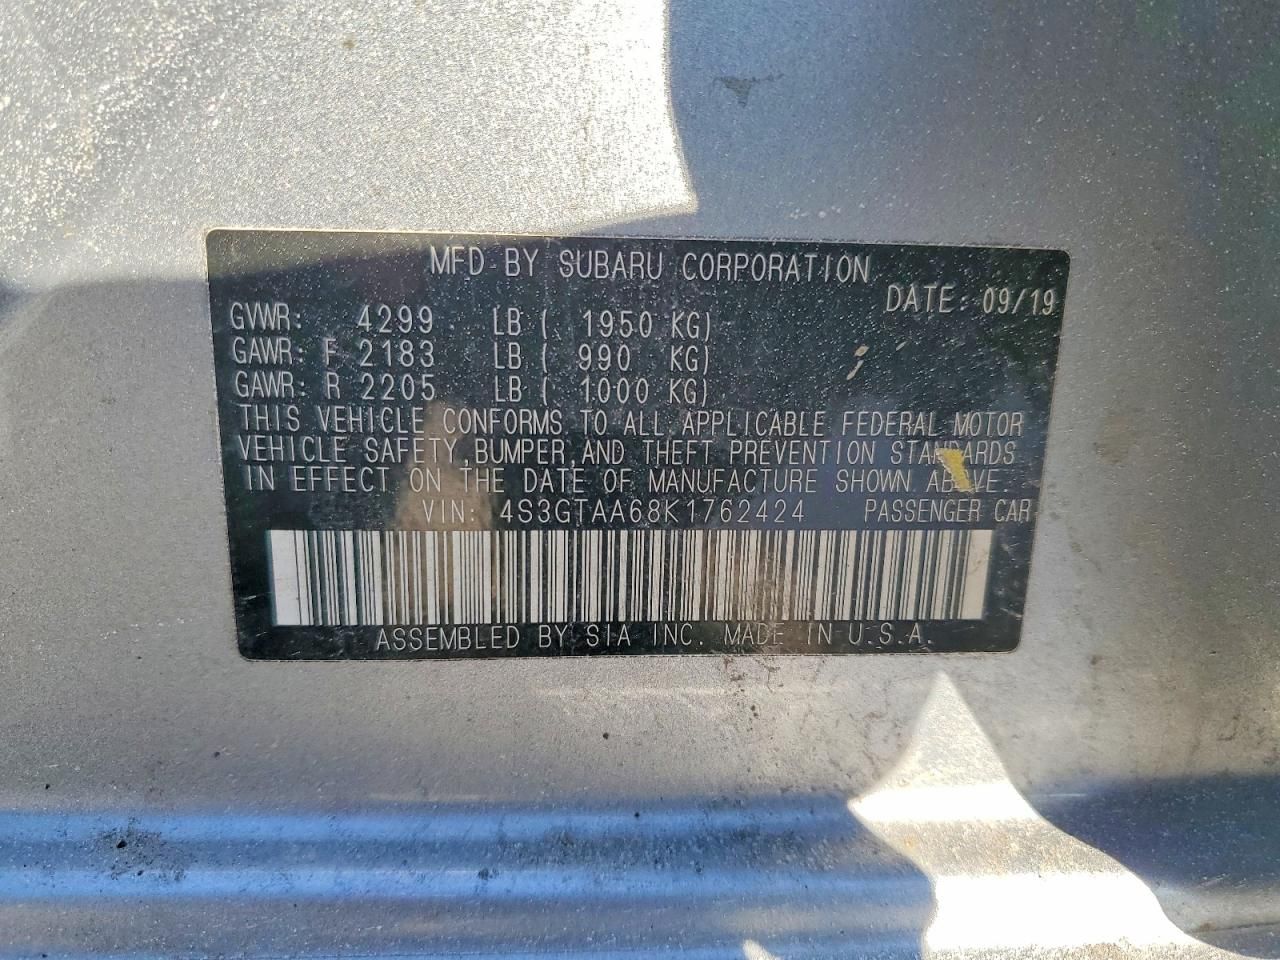 MFD BY SUBARU CORPORATION
DATE: 09/19
GVWR: 4299 LB ( 1950 KG)
GAWR: F 2183 LB ( 990 KG)
GAWR: R 2205 LB ( 1000 KG)
THIS VEHICLE CONFORMS TO ALL APPLICABLE FEDERAL MOTOR
VEHICLE SAFETY, BUMPER, AND THEFT PREVENTION STANDARDS
IN EFFECT ON THE DATE OF MANUFACTURE SHOWN ABOVE
VIN: 4S3GTAA68K1762424 PASSENGER CAR
ASSEMBLED BY SIA INC. MADE IN U.S.A.